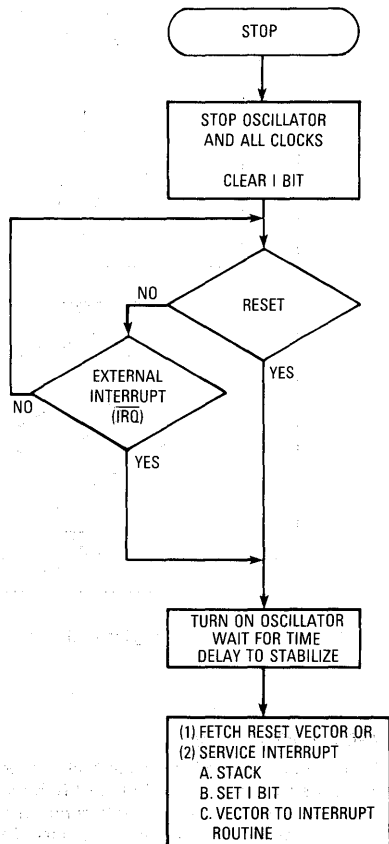 STOP
STOP OSCILLATOR
AND ALL CLOCKS
CLEAR I BIT
RESET
NO
YES
EXTERNAL
INTERRUPT
(I̅R̅Q̅)
NO
YES
TURN ON OSCILLATOR
WAIT FOR TIME
DELAY TO STABILIZE
(1) FETCH RESET VECTOR OR
(2) SERVICE INTERRUPT
A. STACK
B. SET I BIT
C. VECTOR TO INTERRUPT
ROUTINE